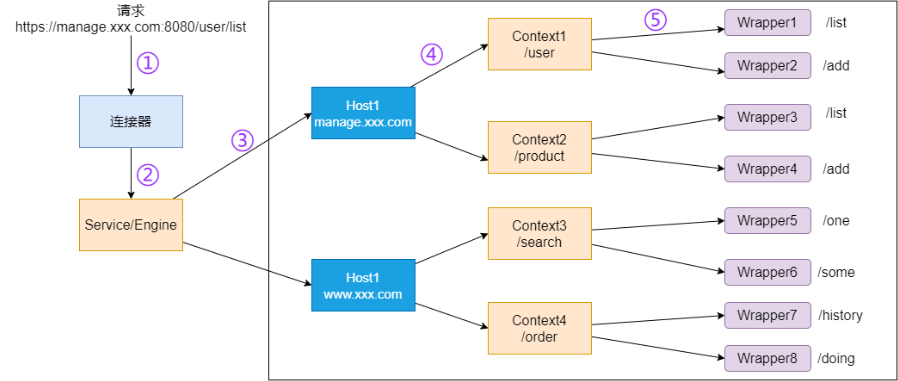 请求
https://manage.xxx.com:8080/user/list
①
连接器
②
Service/Engine
③
Host1
manage.xxx.com
④
Context1
/user
⑤
Wrapper1 /list
Wrapper2 /add
Context2
/product
Wrapper3 /list
Wrapper4 /add
Host1
www.xxx.com
Context3
/search
Wrapper5 /one
Wrapper6 /some
Context4
/order
Wrapper7 /history
Wrapper8 /doing